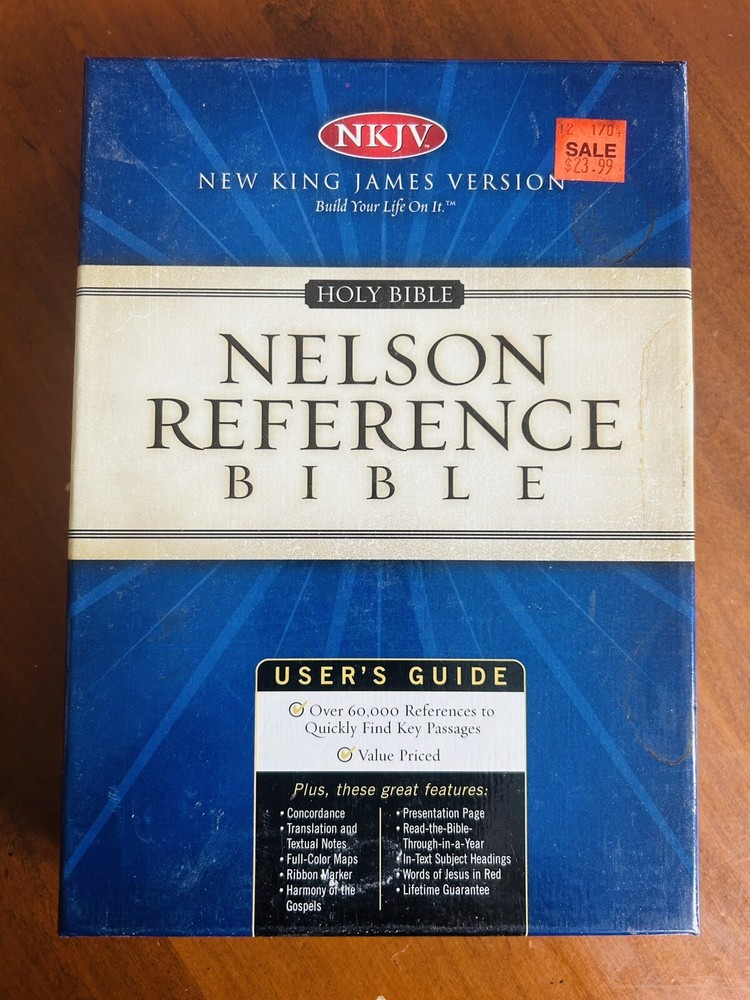 NKJV™
12 1704
SALE
$23.99
NEW KING JAMES VERSION
Build Your Life On It.™
HOLY BIBLE
NELSON
REFERENCE
BIBLE
USER'S GUIDE
Over 60,000 References to
Quickly Find Key Passages
Value Priced
Plus, these great features:
• Concordance
• Translation and
Textual Notes
• Full-Color Maps
• Ribbon Marker
• Harmony of the
Gospels
• Presentation Page
• Read-the-Bible-
Through-in-a-Year
• In-Text Subject Headings
• Words of Jesus in Red
• Lifetime Guarantee